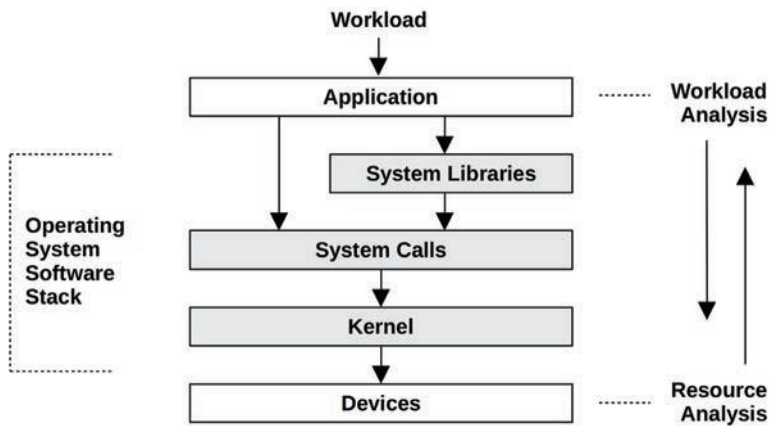 Workload
Application
Workload
Analysis
System Libraries
Operating
System
Software
Stack
System Calls
Kernel
Devices
Resource
Analysis